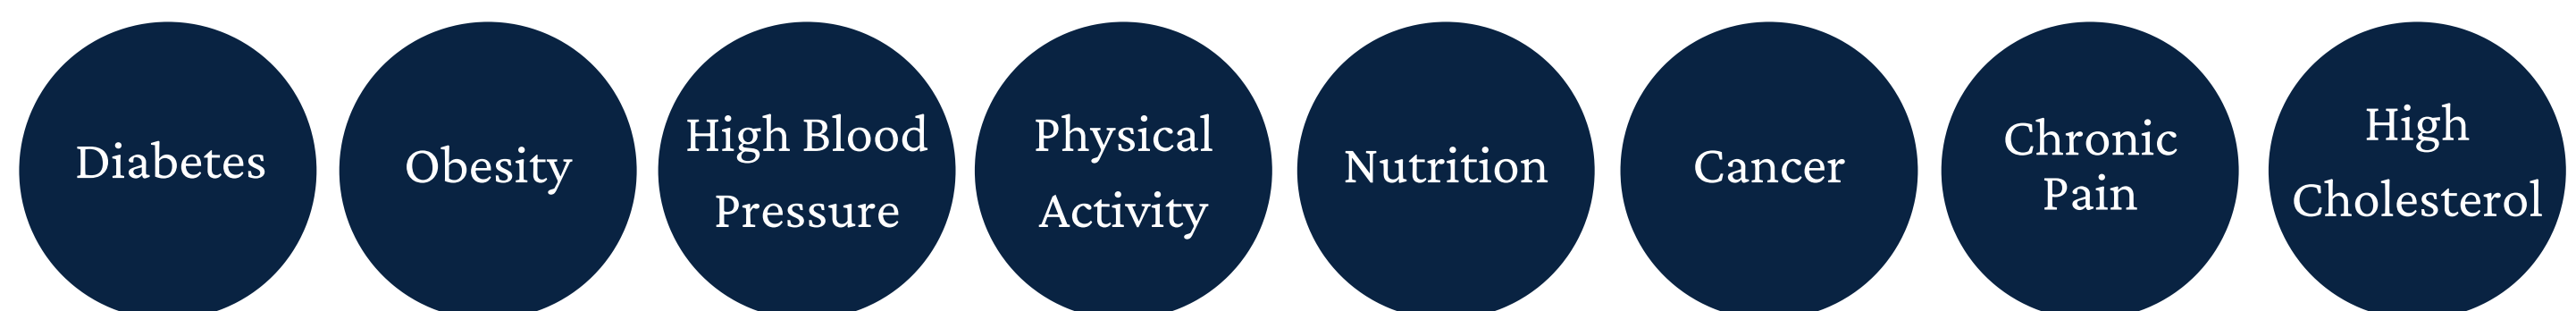 Diabetes
Obesity
High Blood
Pressure
Physical
Activity
Nutrition
Cancer
Chronic
Pain
High
Cholesterol